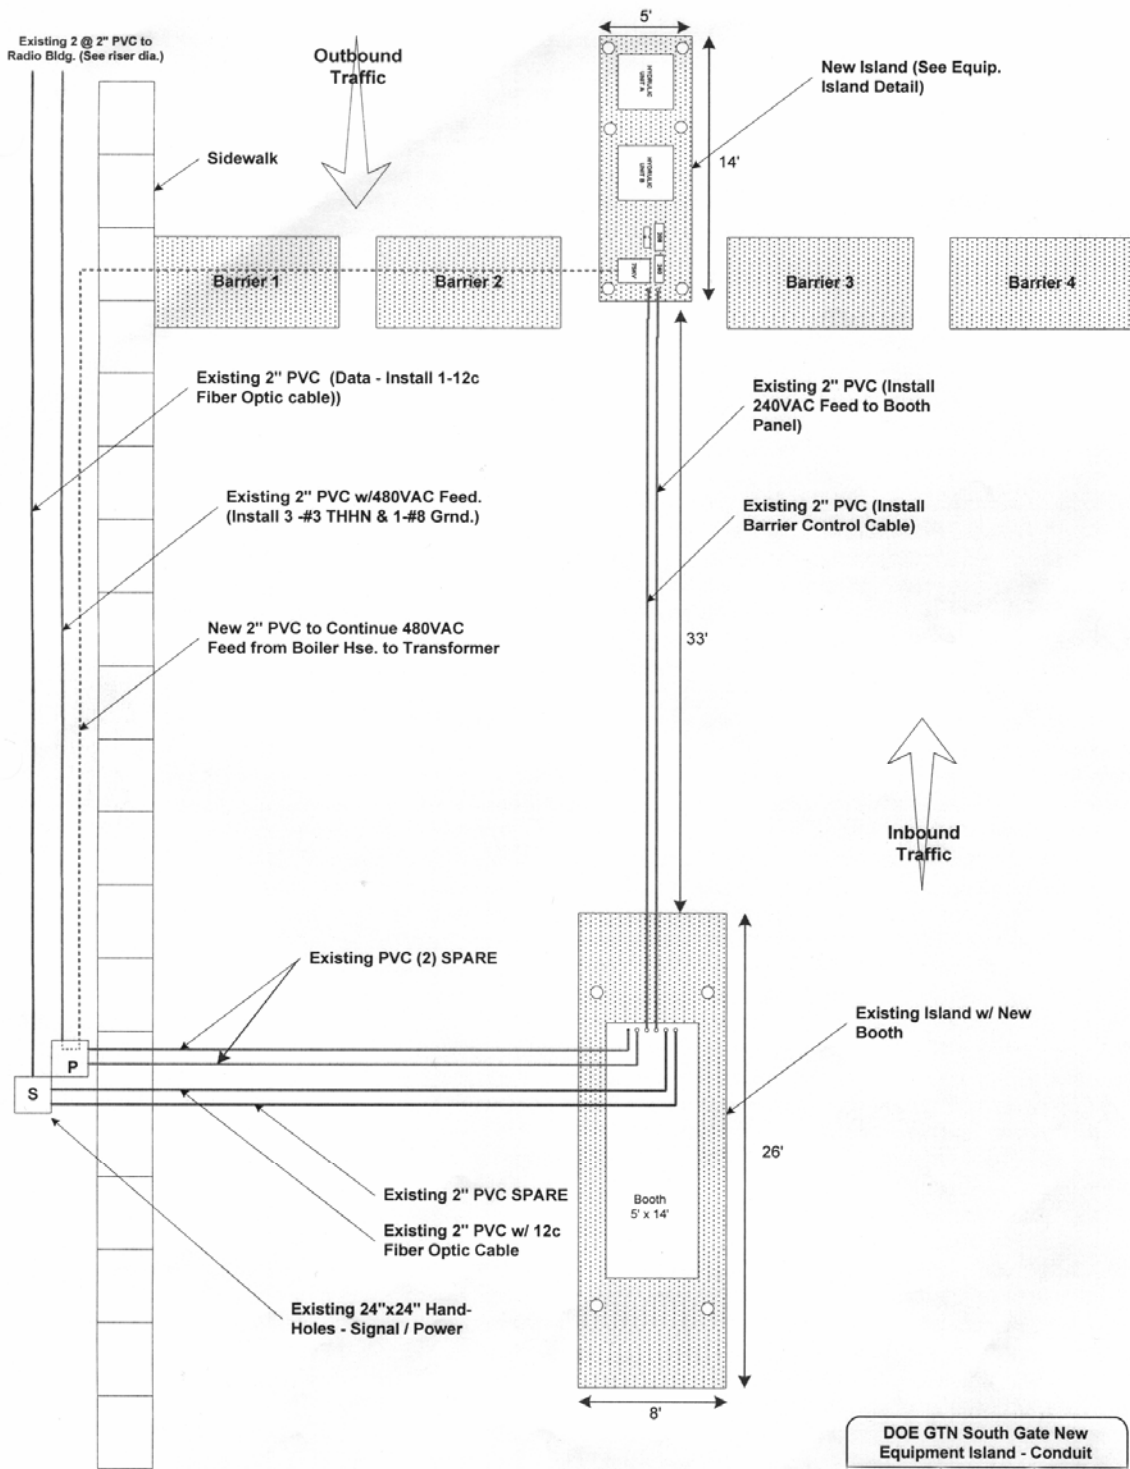 Existing 2 @ 2" PVC to
Radio Bldg. (See riser dia.)
Outbound
Traffic
5'
HYDRULIC
UNIT A
New Island (See Equip.
Island Detail)
Sidewalk
HYDRULIC
UNIT B
14'
75KV
Barrier 1
Barrier 2
Barrier 3
Barrier 4
Existing 2" PVC (Data - Install 1-12c
Fiber Optic cable))
Existing 2" PVC (Install
240VAC Feed to Booth
Panel)
Existing 2" PVC w/480VAC Feed.
(Install 3 -#3 THHN & 1-#8 Grnd.)
Existing 2" PVC (Install
Barrier Control Cable)
New 2" PVC to Continue 480VAC
Feed from Boiler Hse. to Transformer
33'
Inbound
Traffic
Existing PVC (2) SPARE
Existing Island w/ New
Booth
P
S
26'
Existing 2" PVC SPARE
Booth
5' x 14'
Existing 2" PVC w/ 12c
Fiber Optic Cable
Existing 24"x24" Hand-
Holes - Signal / Power
8'
DOE GTN South Gate New
Equipment Island - Conduit